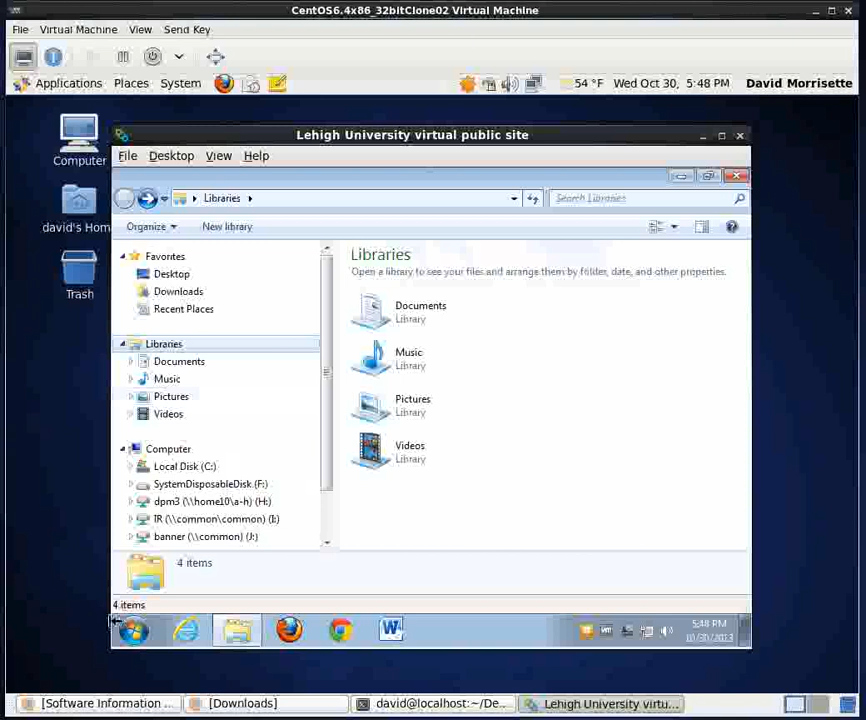 CentOS6.4x86_32bitClone02 Virtual Machine
File Virtual Machine View Send Key
Applications Places System 54 °F Wed Oct 30, 5:48 PM David Morrisette
Computer
david's Hom
Trash
Lehigh University virtual public site
File Desktop View Help
Libraries
Search Libraries
Organize New library
Favorites
Desktop
Downloads
Recent Places
Libraries
Documents
Music
Pictures
Videos
Computer
Local Disk (C:)
SystemDisposableDisk (F:)
dpm3 (\\home10\a-h) (H:)
IR (\\common\common) (I:)
banner (\\common) (J:)
Libraries
Open a library to see your files and arrange them by folder, date, and other properties.
Documents
Library
Music
Library
Pictures
Library
Videos
Library
4 items
4 items
5:48 PM
10/30/2013
[Software Information ... [Downloads] david@localhost:~/De... Lehigh University virtu...